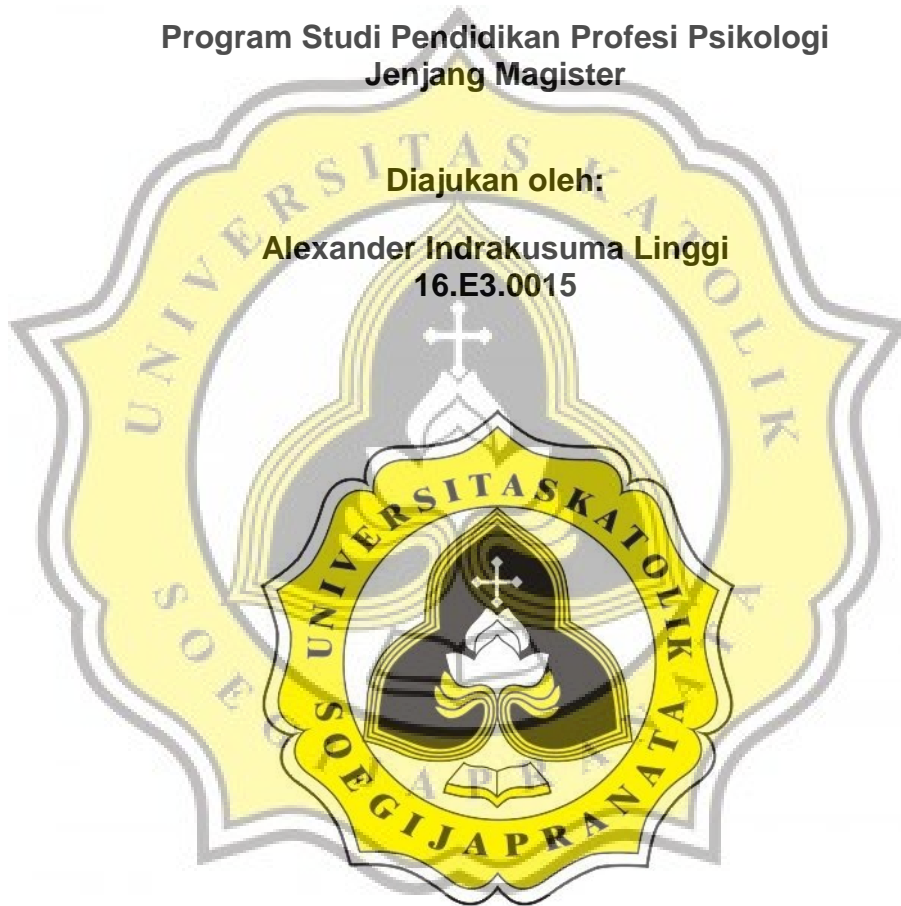 Program Studi Pendidikan Profesi Psikologi
Jenjang Magister
Diajukan oleh:
Alexander Indrakusuma Linggi
16.E3.0015
UNIVERSITAS KATOLIK
SOEGIJAPRANATA
UNIVERSITAS KATOLIK
SOEGIJAPRANATA